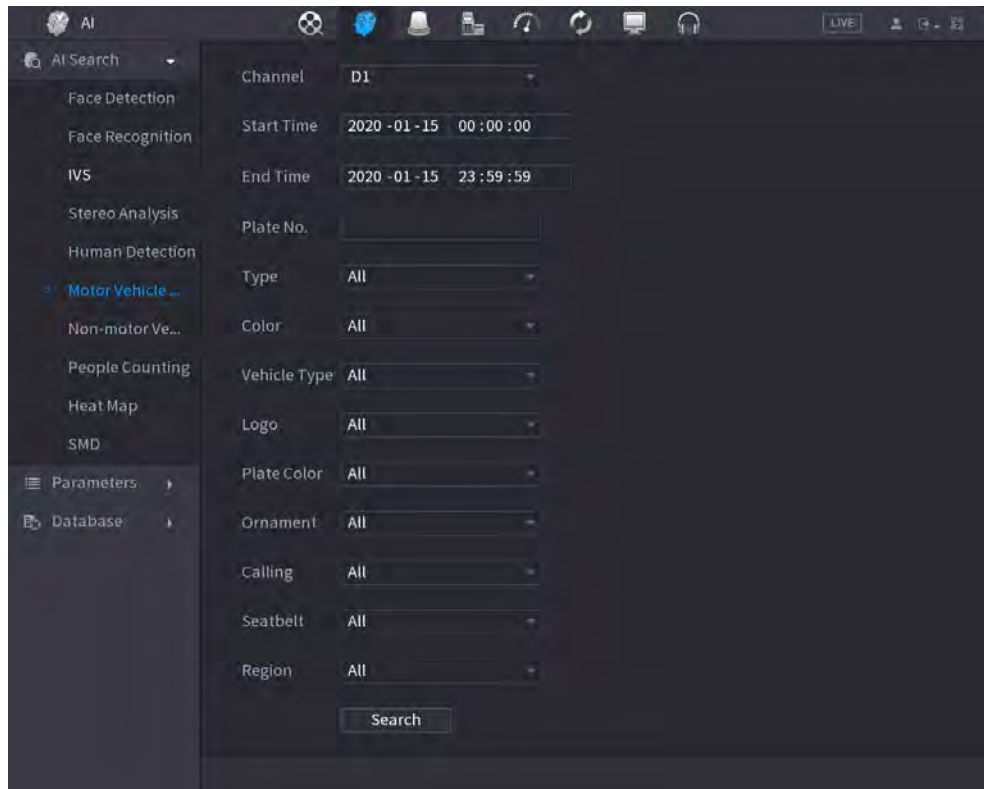 AI
LIVE
AI Search
Face Detection
Face Recognition
IVS
Stereo Analysis
Human Detection
Motor Vehicle ...
Non-motor Ve...
People Counting
Heat Map
SMD
Parameters
Database
Channel D1
Start Time 2020 -01 -15 00 : 00 : 00
End Time 2020 -01 -15 23 : 59 : 59
Plate No.
Type All
Color All
Vehicle Type All
Logo All
Plate Color All
Ornament All
Calling All
Seatbelt All
Region All
Search